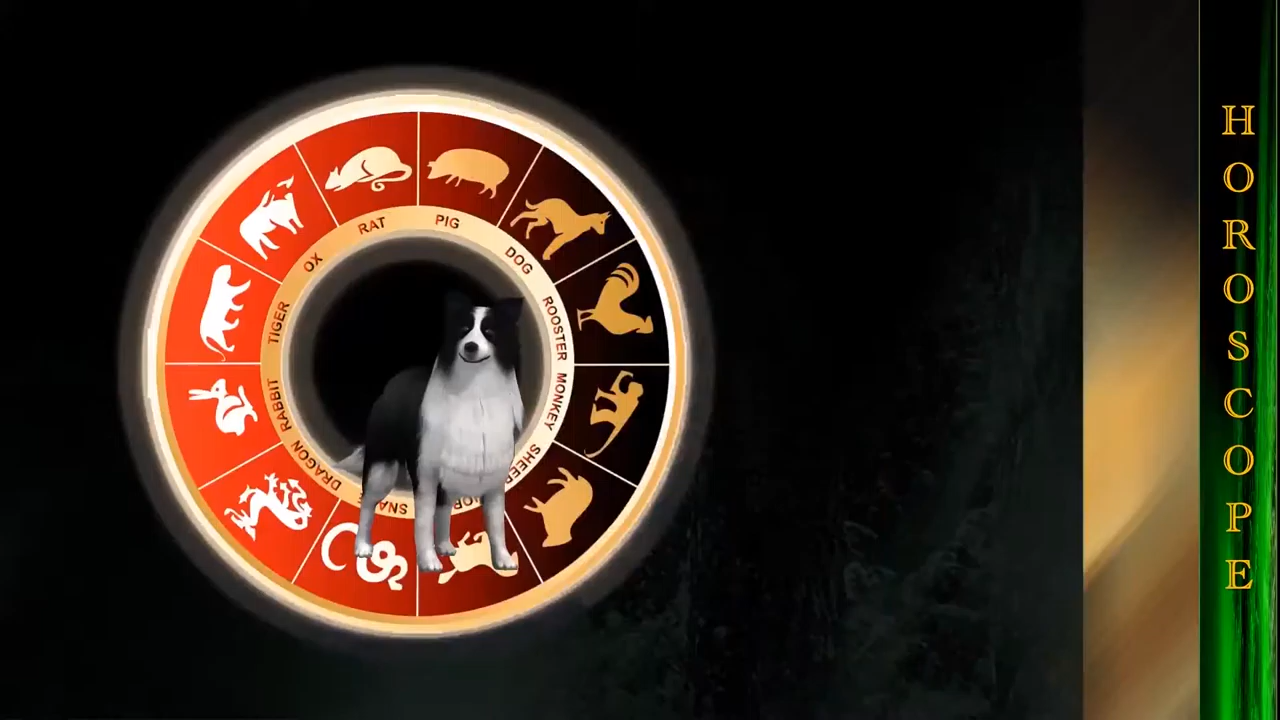 RAT
PIG
OX
DOG
TIGER
ROOSTER
RABBIT
MONKEY
DRAGON
HOROSCOPE